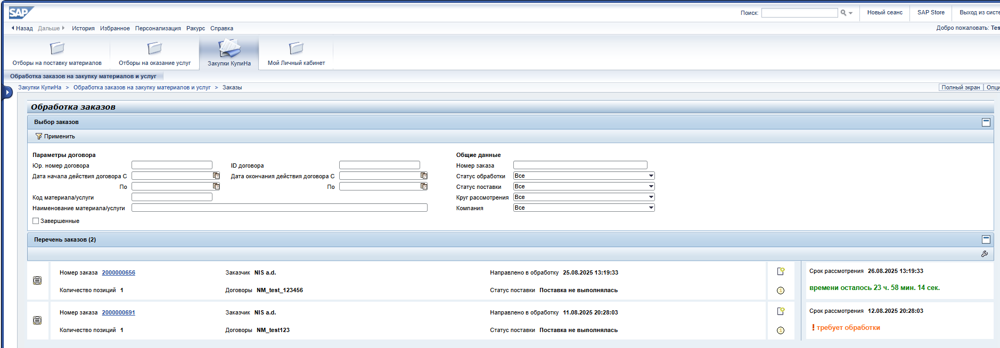 SAP
Поиск:
Новый сеанс
SAP Store
Выход из систе
Назад Дальше История Избранное Персонализация Ракурс Справка
Добро пожаловать: Tes
Отборы на поставку материалов
Отборы на оказание услуг
Закупки КупиНа
Мой Личный кабинет
Обработка заказов на закупку материалов и услуг
Закупки КупиНа > Обработка заказов на закупку материалов и услуг > Заказы
Полный экран
Опци
Обработка заказов
Выбор заказов
Применить
Параметры договора
Общие данные
Юр. номер договора
ID договора
Номер заказа
Дата начала действия договора С
Дата окончания действия договора С
Статус обработки Все
По
По
Статус поставки Все
Код материала/услуги
Круг рассмотрения Все
Наименование материала/услуги
Компания Все
Завершенные
Перечень заказов (2)
Номер заказа 2000000656
Заказчик NIS a.d.
Направлено в обработку 25.08.2025 13:19:33
Срок рассмотрения 26.08.2025 13:19:33
Количество позиций 1
Договоры NM_test_123456
Статус поставки Поставка не выполнялась
времени осталось 23 ч. 58 мин. 14 сек.
Номер заказа 2000000691
Заказчик NIS a.d.
Направлено в обработку 11.08.2025 20:28:03
Срок рассмотрения 12.08.2025 20:28:03
Количество позиций 1
Договоры NM_test123
Статус поставки Поставка не выполнялась
! требует обработки